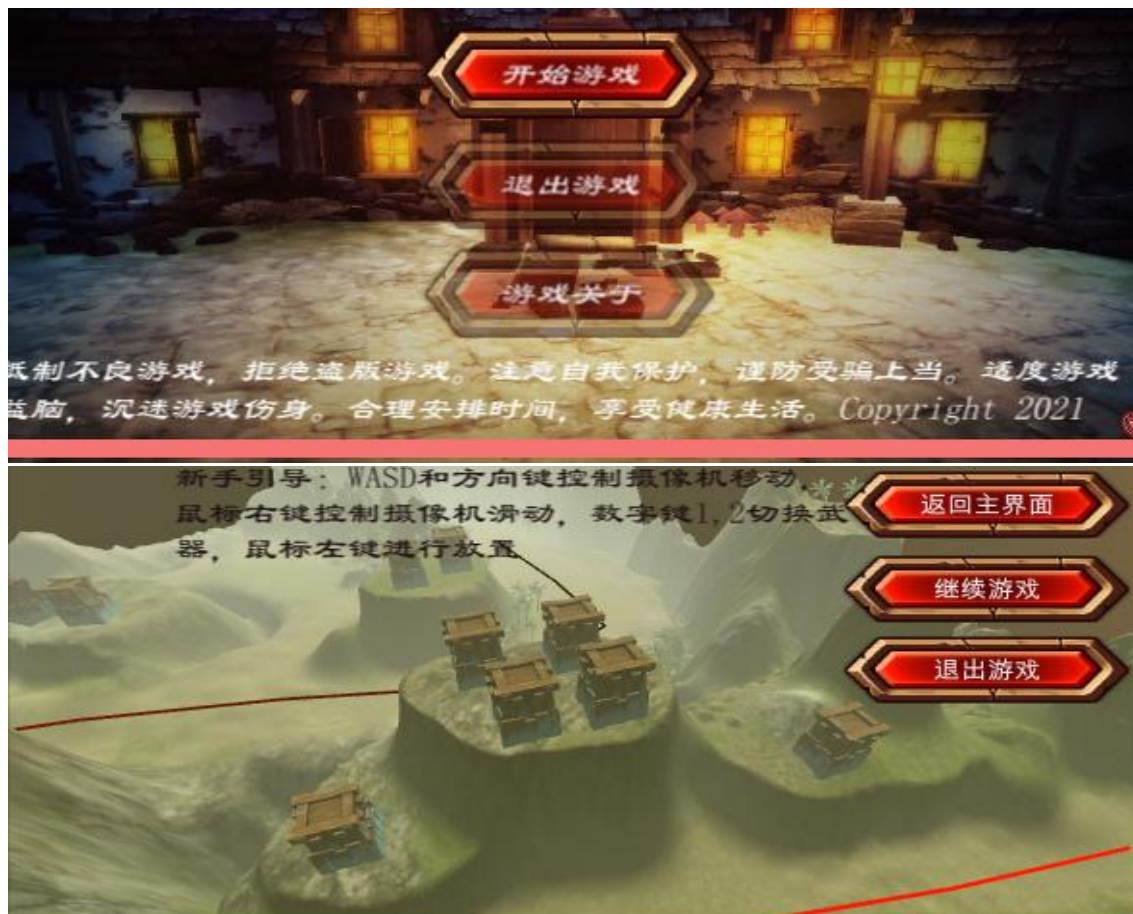 开始游戏
退出游戏
游戏关于
抵制不良游戏，拒绝盗版游戏。注意自我保护，谨防受骗上当。适度游戏
益脑，沉迷游戏伤身。合理安排时间，享受健康生活。Copyright 2021
新手引导：WASD和方向键控制摄像机移动，
鼠标右键控制摄像机滑动，数字键1,2切换武
器，鼠标左键进行放置
返回主界面
继续游戏
退出游戏